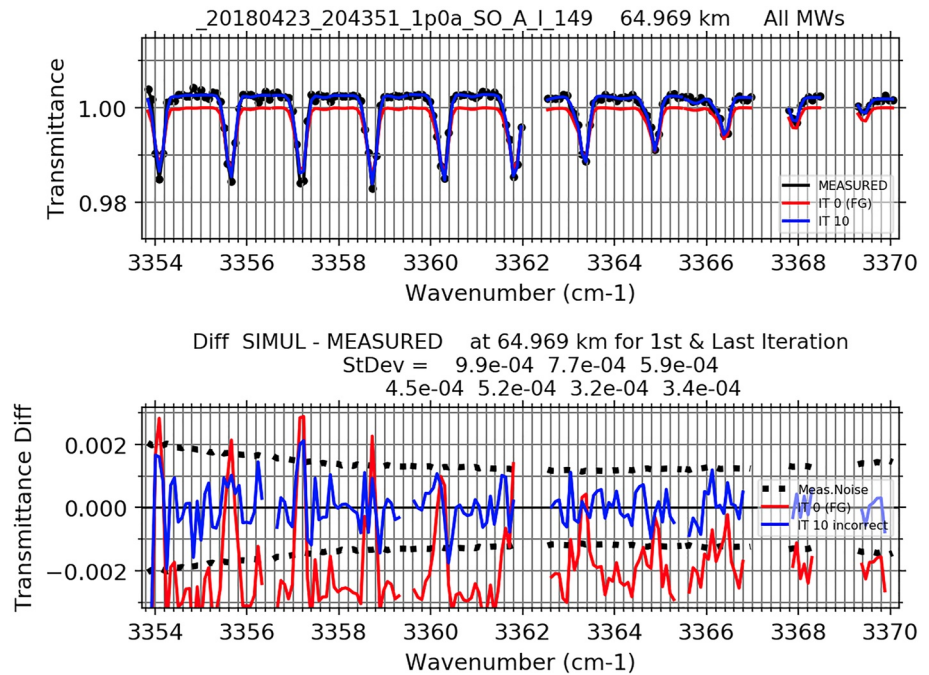 _20180423_204351_1p0a_SO_A_I_149 64.969 km All MWs
Transmittance
1.00
0.98
MEASURED
IT 0 (FG)
IT 10
3354 3356 3358 3360 3362 3364 3366 3368 3370
Wavenumber (cm-1)
Diff SIMUL - MEASURED at 64.969 km for 1st & Last Iteration
StDev = 9.9e-04 7.7e-04 5.9e-04
4.5e-04 5.2e-04 3.2e-04 3.4e-04
Transmittance Diff
0.002
0.000
−0.002
Meas.Noise
IT 0 (FG)
IT 10 incorrect
3354 3356 3358 3360 3362 3364 3366 3368 3370
Wavenumber (cm-1)